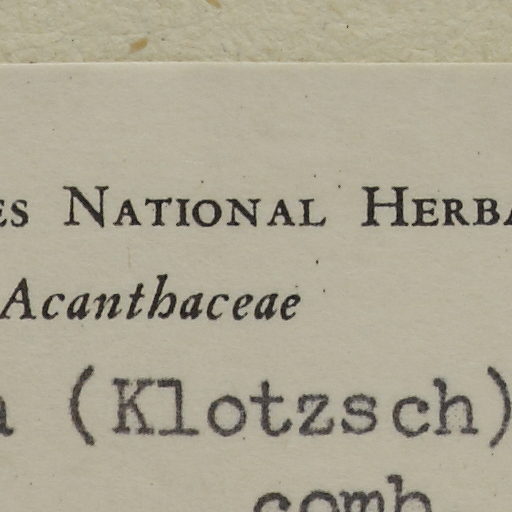 ES NATIONAL HERBA
Acanthaceae
a (Klotzsch)
comb